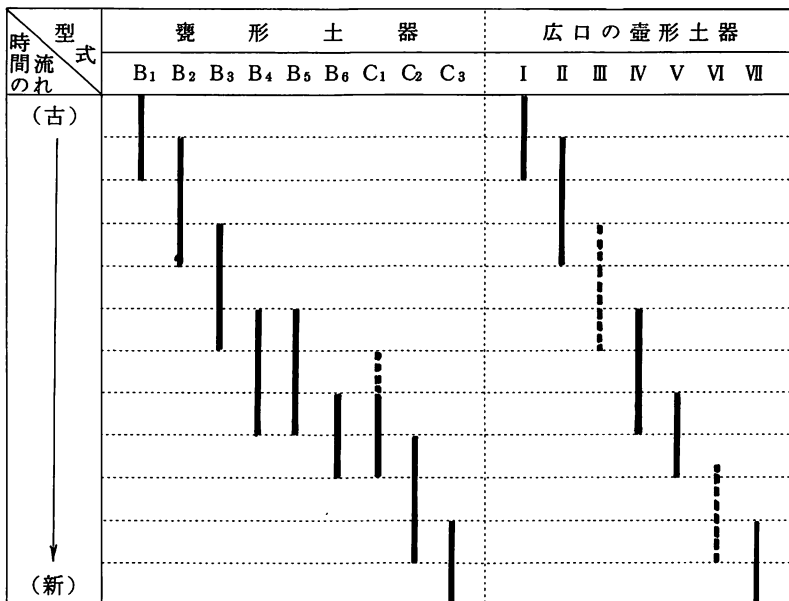 型式
時間の流れ
甕形土器
広口の壺形土器
B1 B2 B3 B4 B5 B6 C1 C2 C3
I II III IV V VI VII
(古)
(新)